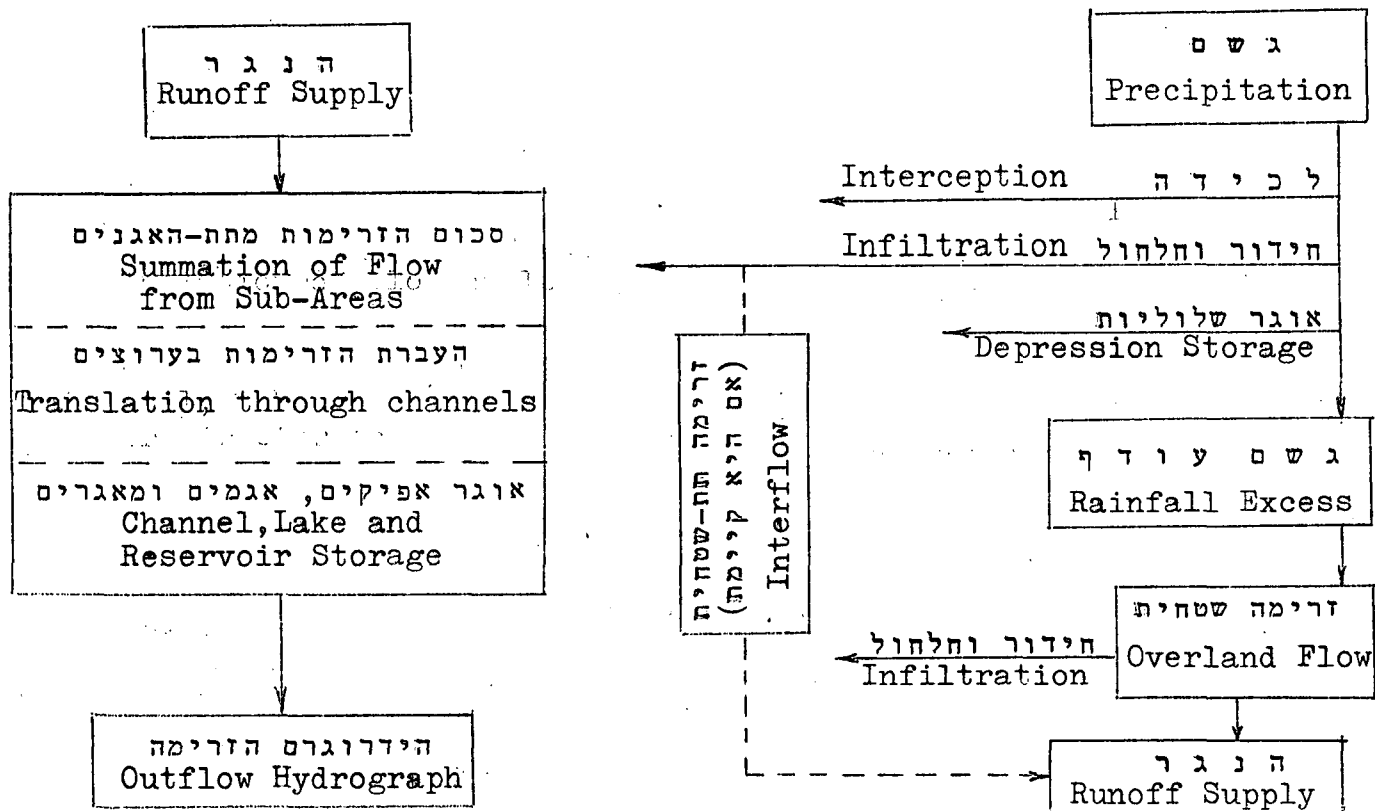 ג ש ם
Precipitation
Interception ל כ י ד ה
Infiltration חידור וחלחול
אוגר שלוליות
Depression Storage
ג ש ם ע ו ד ף
Rainfall Excess
זרימה שטחית
Overland Flow
חידור וחלחול
Infiltration
ה נ ג ר
Runoff Supply
זרימה תת-שטחית
(אם היא קיימת)
Interflow
ה נ ג ר
Runoff Supply
סכום הזרימות מתת-האגנים
Summation of Flow
from Sub-Areas
העברת הזרימות בערוצים
Translation through channels
אוגר אפיקים, אגמים ומאגרים
Channel, Lake and
Reservoir Storage
הידרוגרם הזרימה
Outflow Hydrograph